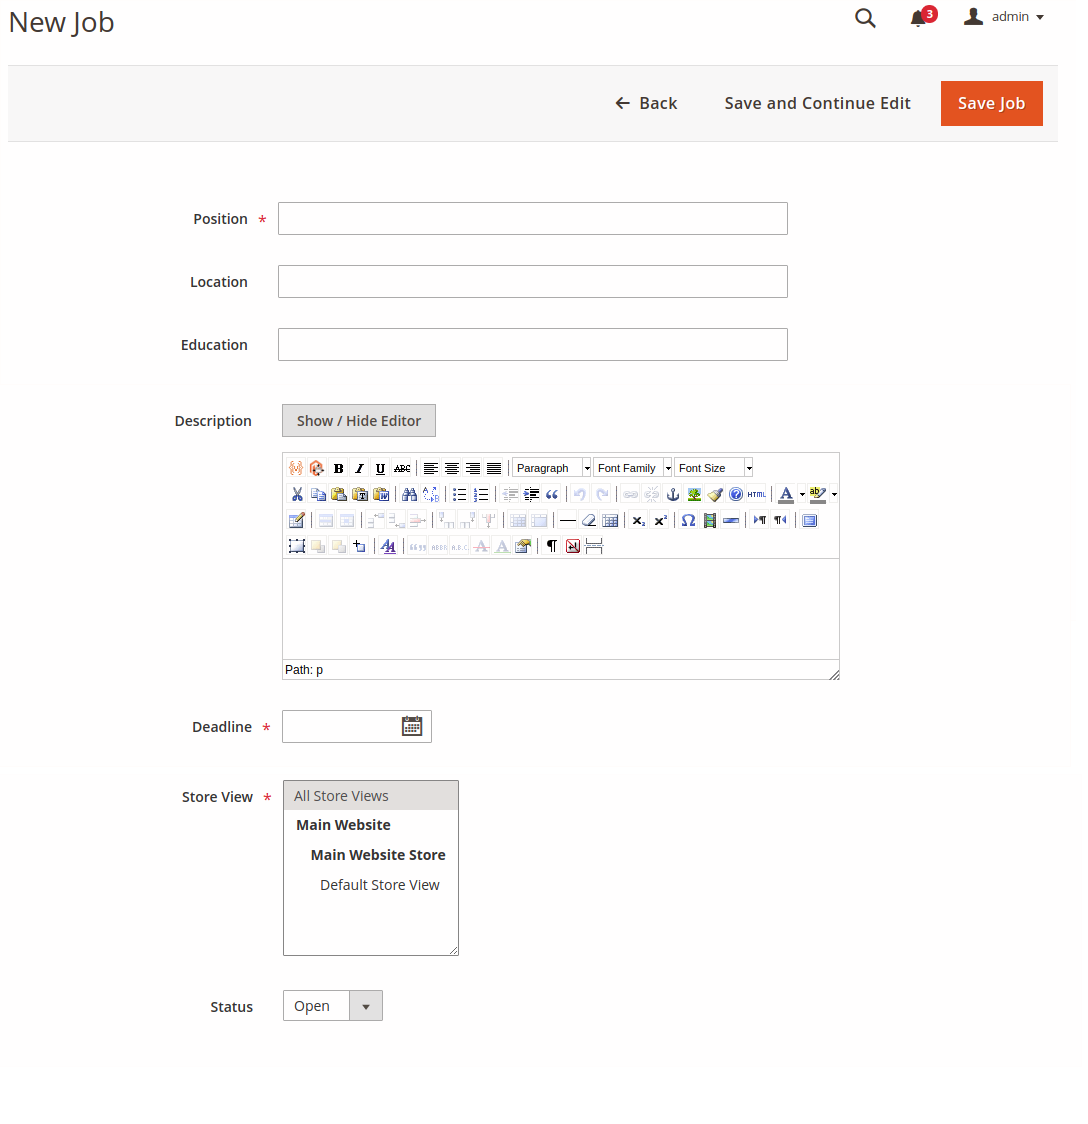 New Job
3
admin
← Back Save and Continue Edit Save Job
Position *
Location
Education
Description Show / Hide Editor
B I U ABC Paragraph Font Family Font Size
HTML A ab
Path: p
Deadline *
Store View * All Store Views
Main Website
Main Website Store
Default Store View
Status Open